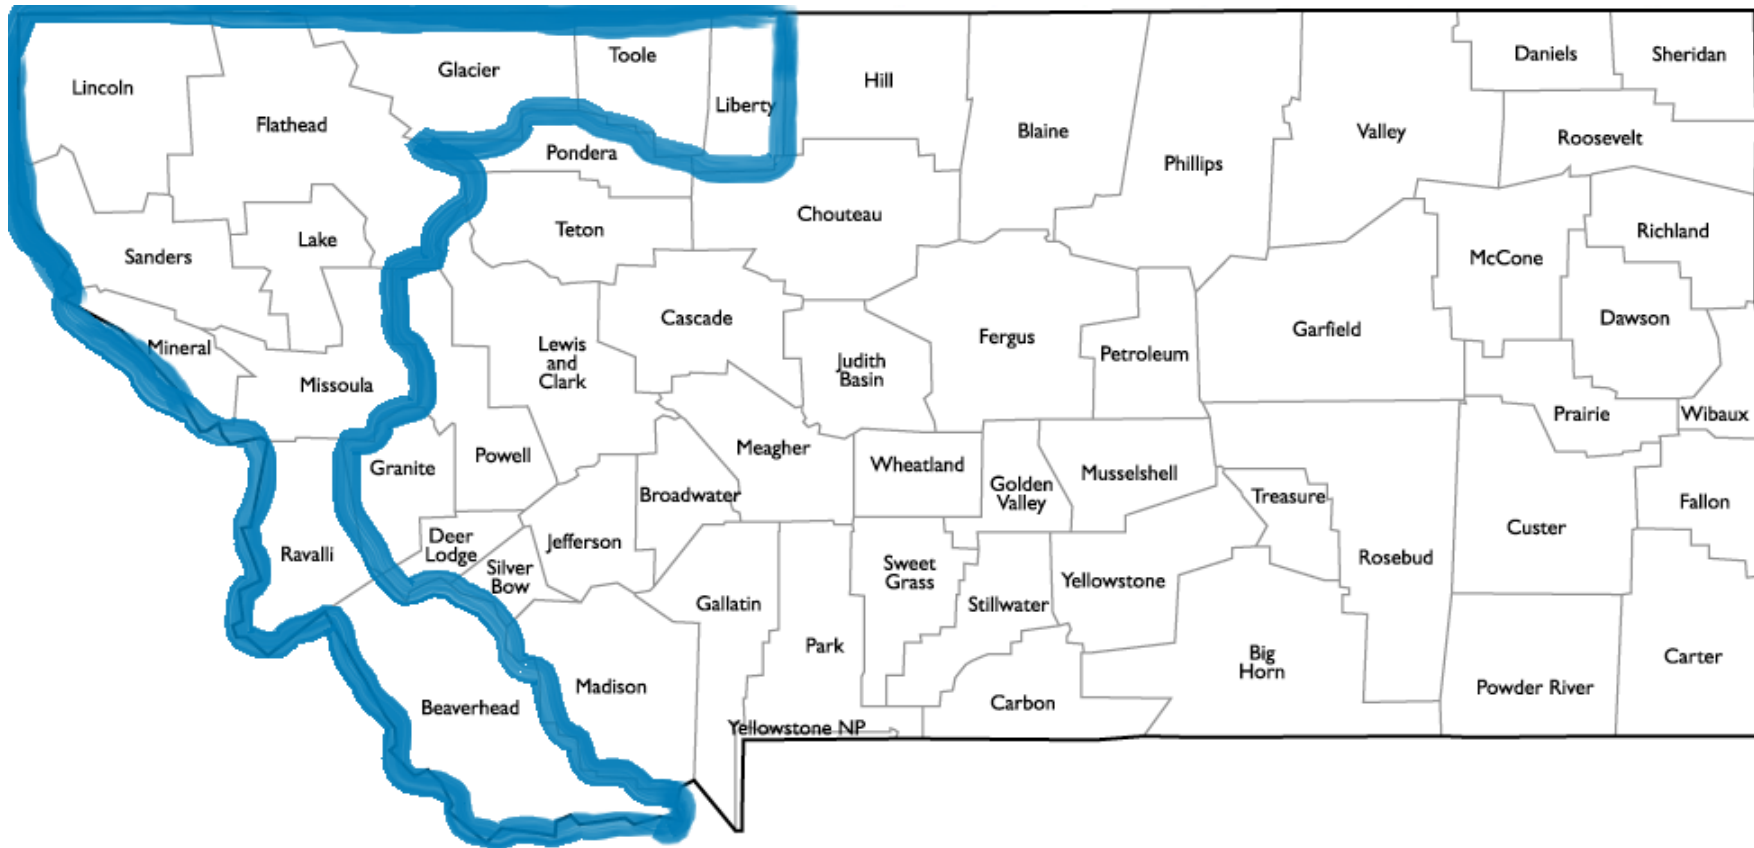 Lincoln
Flathead
Glacier
Toole
Liberty
Hill
Blaine
Phillips
Valley
Daniels
Sheridan
Roosevelt
Pondera
Teton
Chouteau
Sanders
Lake
McCone
Richland
Dawson
Mineral
Missoula
Lewis
and
Clark
Cascade
Judith
Basin
Fergus
Petroleum
Garfield
Prairie
Wibaux
Granite
Powell
Meagher
Broadwater
Wheatland
Golden
Valley
Musselshell
Treasure
Custer
Fallon
Ravalli
Deer
Lodge
Silver
Bow
Jefferson
Gallatin
Park
Sweet
Grass
Stillwater
Yellowstone
Rosebud
Big
Horn
Beaverhead
Madison
Yellowstone NP
Carbon
Powder River
Carter